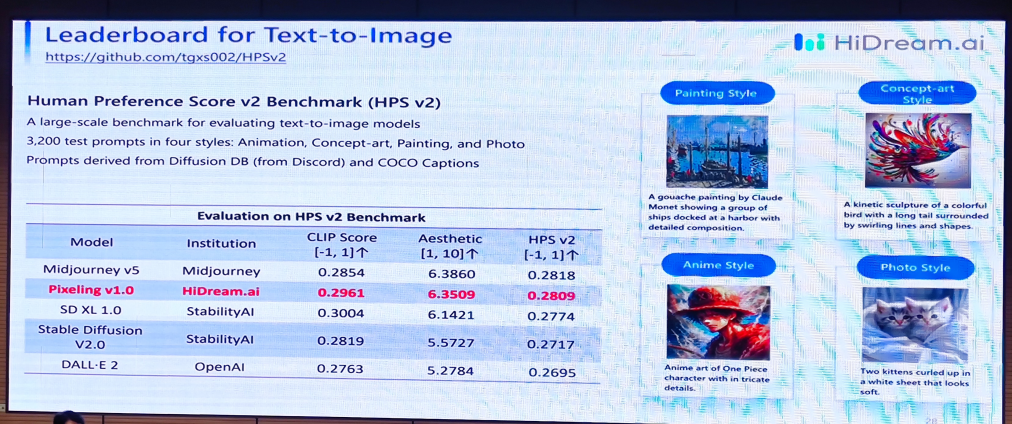 Leaderboard for Text-to-Image
https://github.com/tgxs002/HPSv2
HiDream.ai
Human Preference Score v2 Benchmark (HPS v2)
A large-scale benchmark for evaluating text-to-image models
3,200 test prompts in four styles: Animation, Concept-art, Painting, and Photo
Prompts derived from Diffusion DB (from Discord) and COCO Captions
Evaluation on HPS v2 Benchmark
Model Institution CLIP Score [-1, 1]↑ Aesthetic [1, 10]↑ HPS v2 [-1, 1]↑
Midjourney v5 Midjourney 0.2854 6.3860 0.2818
Pixeling v1.0 HiDream.ai 0.2961 6.3509 0.2809
SD XL 1.0 StabilityAI 0.3004 6.1421 0.2774
Stable Diffusion V2.0 StabilityAI 0.2819 5.5727 0.2717
DALL·E 2 OpenAI 0.2763 5.2784 0.2695
Painting Style
A gouache painting by Claude
Monet showing a group of
ships docked at a harbor with
detailed composition.
Concept-art
Style
A kinetic sculpture of a colorful
bird with a long tail surrounded
by swirling lines and shapes.
Anime Style
Anime art of One Piece
character with in tricate
details.
Photo Style
Two kittens curled up in
a white sheet that looks
soft.
28